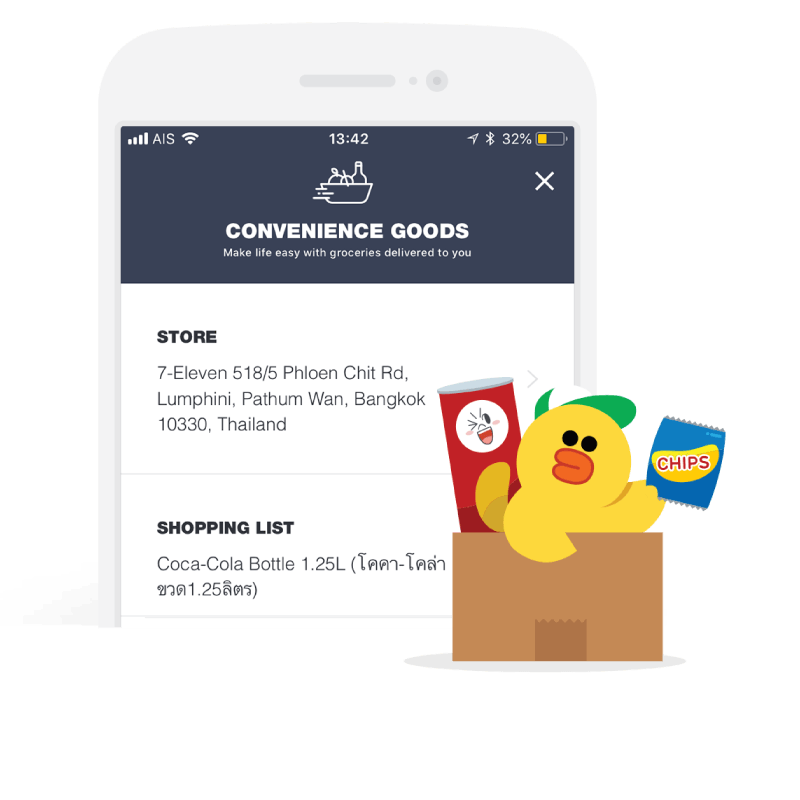 AIS 13:42 32%
CONVENIENCE GOODS
Make life easy with groceries delivered to you
STORE
7-Eleven 518/5 Phloen Chit Rd,
Lumphini, Pathum Wan, Bangkok
10330, Thailand
CHIPS
SHOPPING LIST
Coca-Cola Bottle 1.25L (โคคา-โคล่า
ขวด1.25ลิตร)